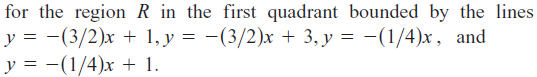 for the region R in the first quadrant bounded by the lines
y = −(3/2)x + 1, y = −(3/2)x + 3, y = −(1/4)x, and
y = −(1/4)x + 1.